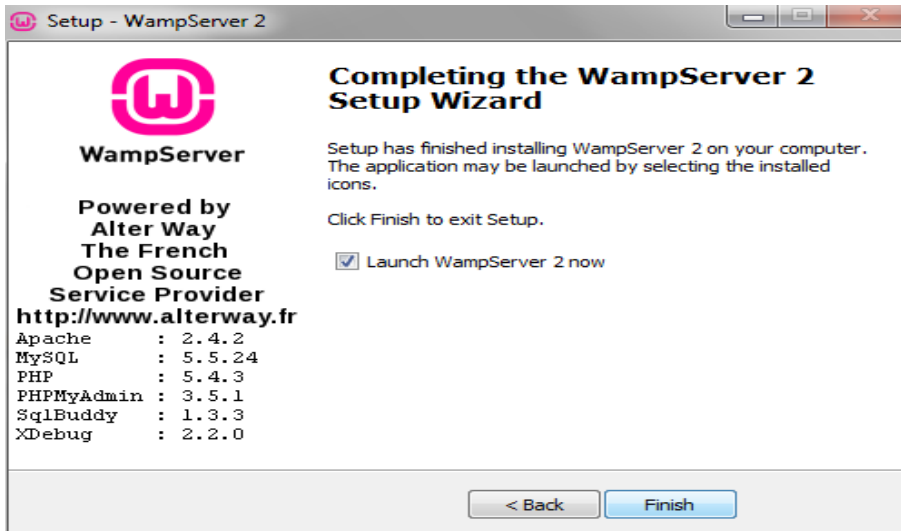 Setup - WampServer 2
WampServer
Powered by
Alter Way
The French
Open Source
Service Provider
http://www.alterway.fr
Apache : 2.4.2
MySQL : 5.5.24
PHP : 5.4.3
PHPMyAdmin : 3.5.1
SqlBuddy : 1.3.3
XDebug : 2.2.0
Completing the WampServer 2
Setup Wizard
Setup has finished installing WampServer 2 on your computer.
The application may be launched by selecting the installed
icons.
Click Finish to exit Setup.
Launch WampServer 2 now
< Back
Finish